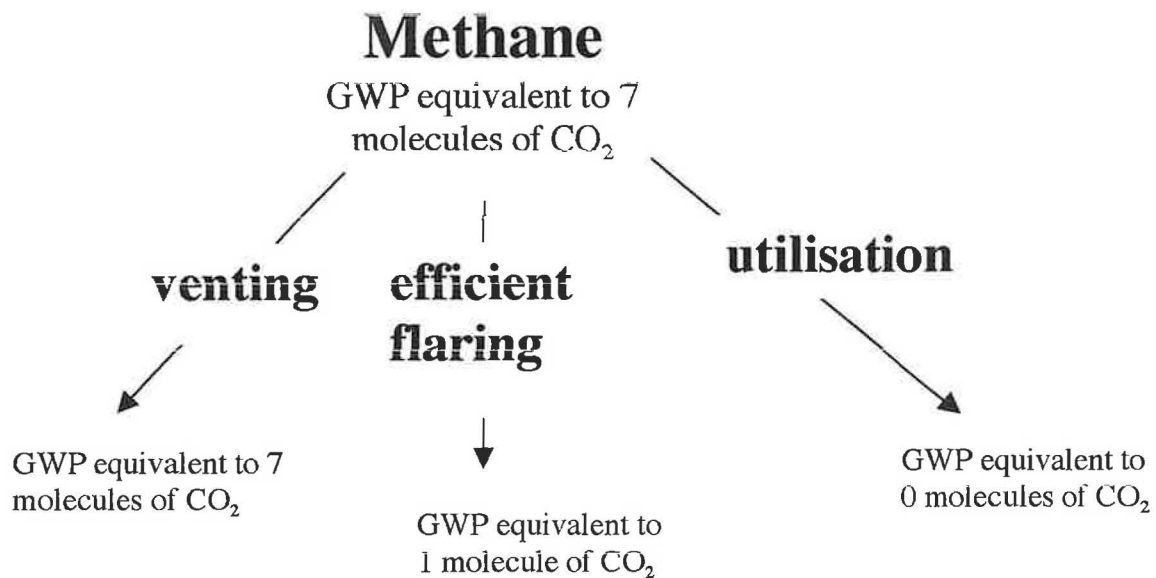 Methane
GWP equivalent to 7
molecules of CO₂
venting
efficient
flaring
utilisation
GWP equivalent to 7
molecules of CO₂
GWP equivalent to
1 molecule of CO₂
GWP equivalent to
0 molecules of CO₂